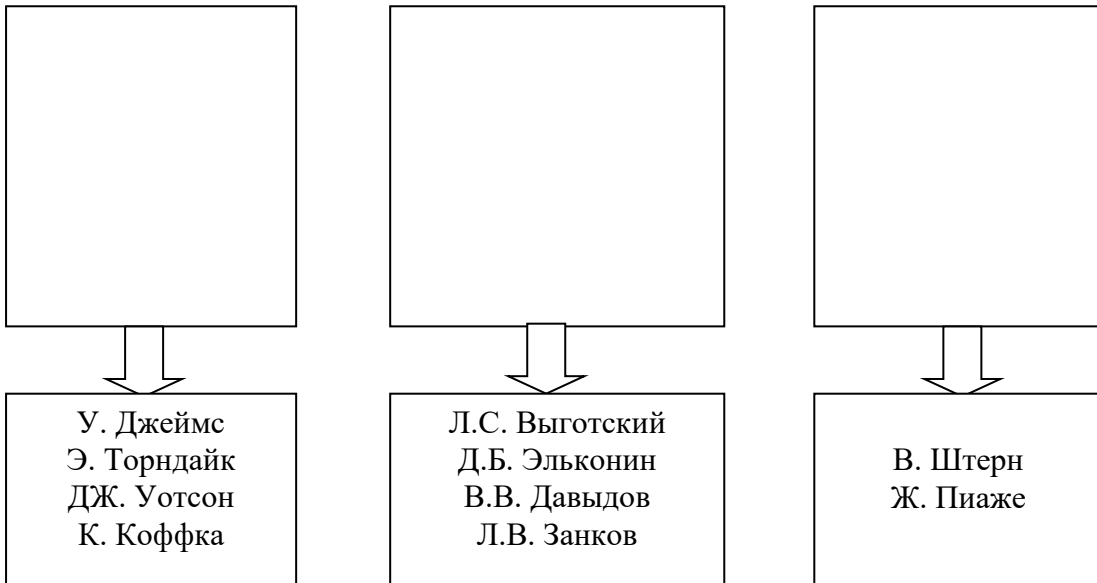 У. Джеймс
Э. Торндайк
ДЖ. Уотсон
К. Коффка
Л.С. Выготский
Д.Б. Эльконин
В.В. Давыдов
Л.В. Занков
В. Штерн
Ж. Пиаже